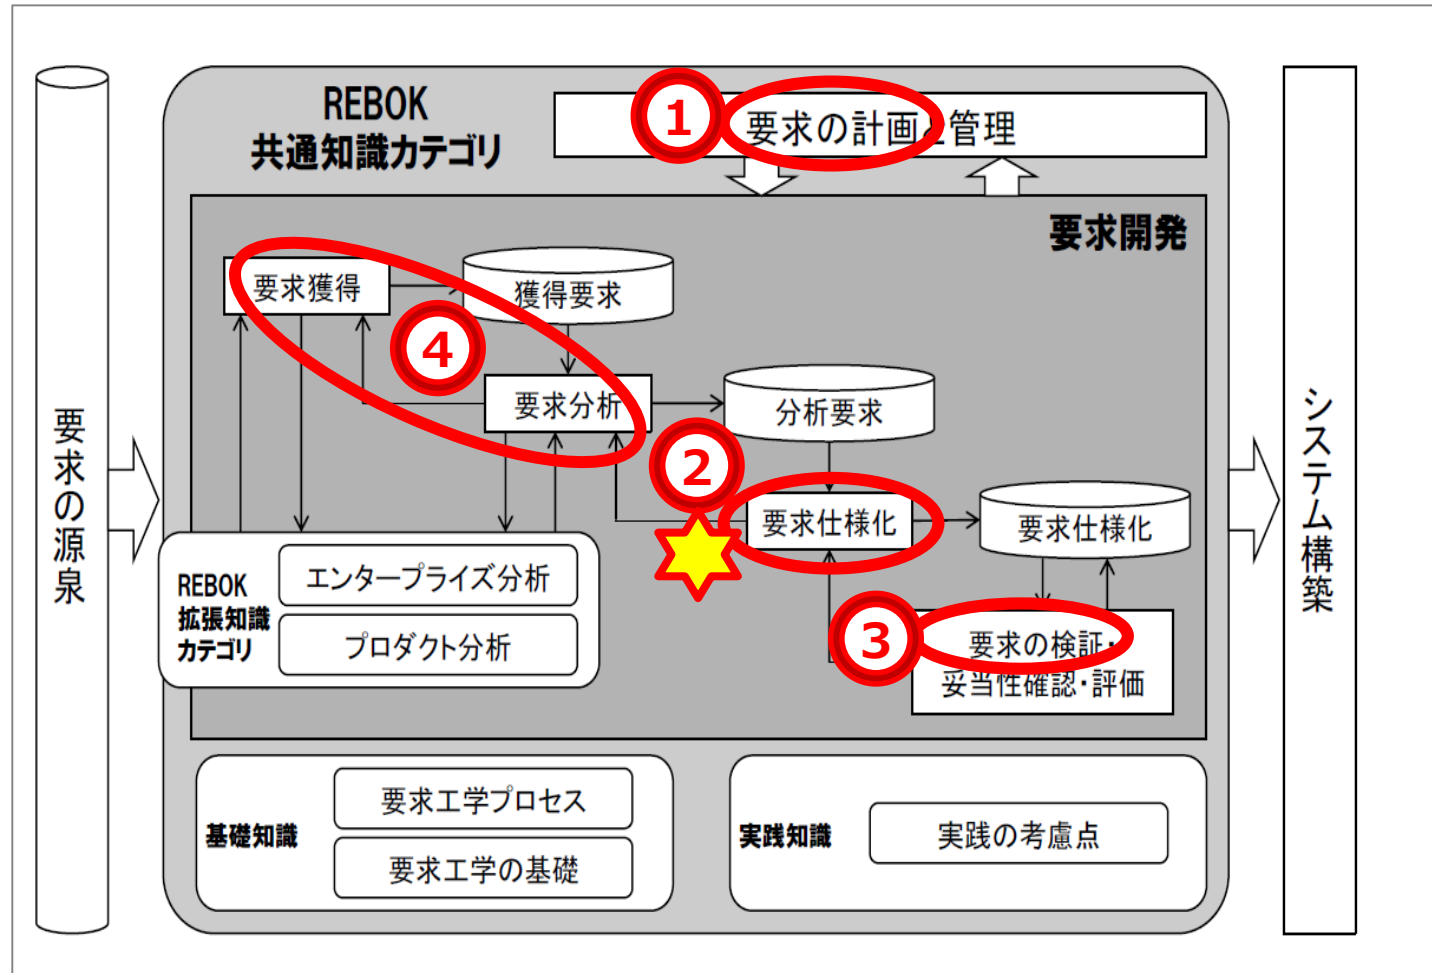 REBOK
共通知識カテゴリ
①
要求の計画と管理
要求開発
要求獲得
獲得要求
④
要求分析
分析要求
②
要求仕様化
要求仕様化
③
要求の検証・
妥当性確認・評価
要求の源泉
REBOK
拡張知識
カテゴリ
エンタープライズ分析
プロダクト分析
システム構築
基礎知識
要求工学プロセス
要求工学の基礎
実践知識
実践の考慮点